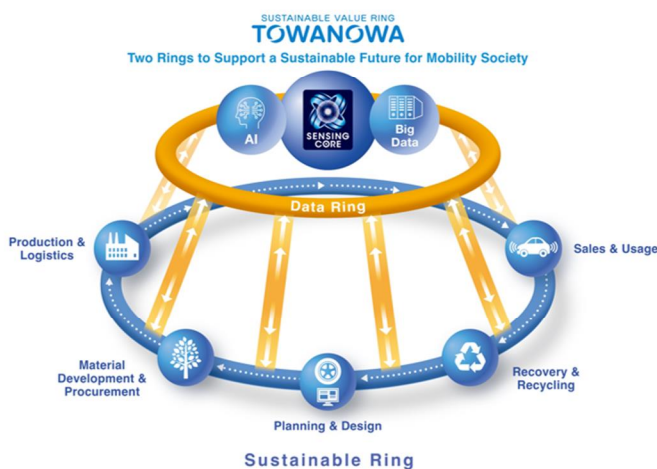 SUSTAINABLE VALUE RING
TOWANOWA
Two Rings to Support a Sustainable Future for Mobility Society
AI
SENSING
CORE
Big
Data
Data Ring
Production &
Logistics
Sales & Usage
Material
Development &
Procurement
Recovery &
Recycling
Planning & Design
Sustainable Ring